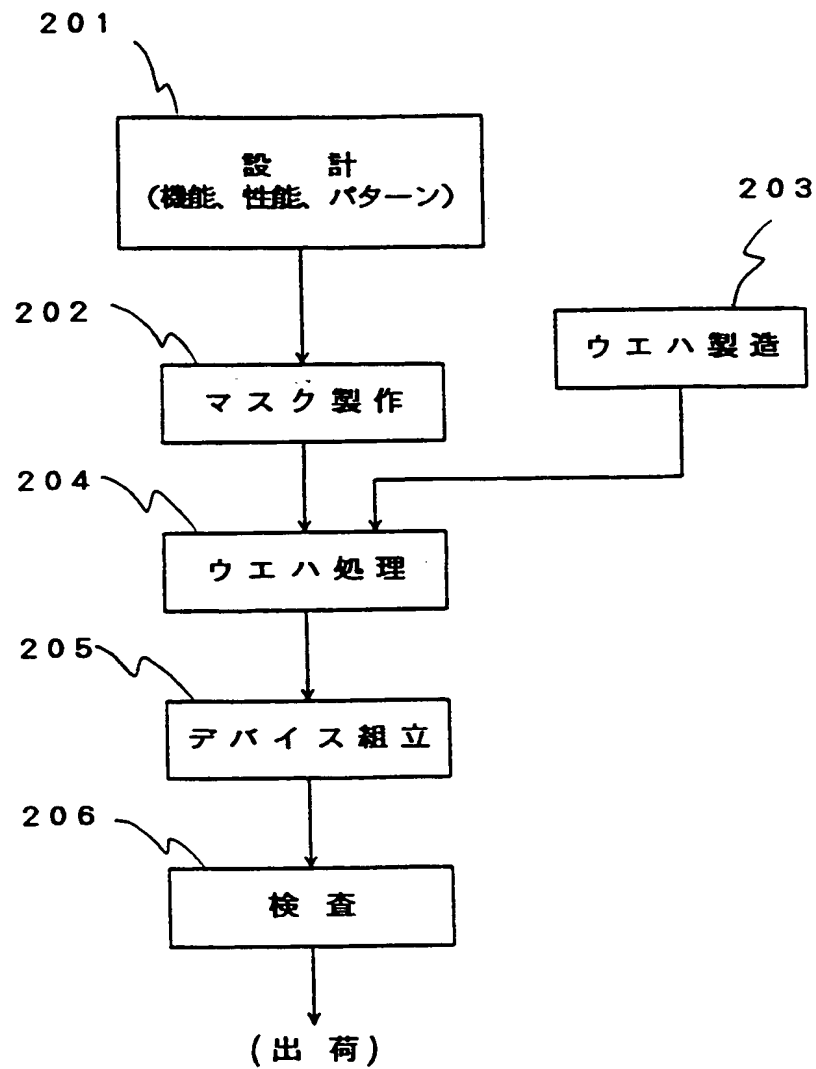 201
設計
(機能、性能、パターン)
203
202
ウエハ製造
マスク製作
204
ウエハ処理
205
デバイス組立
206
検査
(出荷)